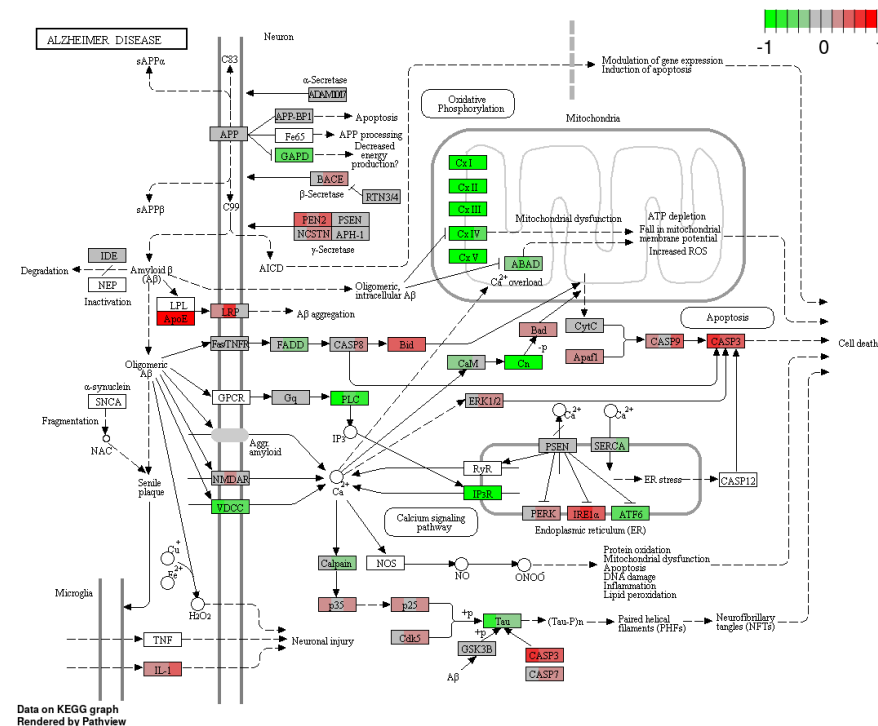 ALZHEIMER DISEASE
Neuron
-1 0 1
sAPPα
C83
α-Secretase
ADAM10/17
Modulation of gene expression
Induction of apoptosis
Oxidative
Phosphorylation
Mitochondria
APP-BP1
Apoptosis
APP
Fe65
APP processing
GAPD
Decreased
energy
production?
BACE
β-Secretase
RTN3/4
sAPPβ
C99
PEN2
PSEN
NCSTN
APH-1
γ-Secretase
Cx I
Cx II
Cx III
Cx IV
Cx V
Mitochondrial dysfunction
ATP depletion
Fall in mitochondrial
membrane potential
Increased ROS
ABAD
Ca2+ overload
IDE
Degradation
NEP
Inactivation
Amyloid β
(Aβ)
AICD
Oligomeric,
intracellular Aβ
LPL
ApoE
LRP
Aβ aggregation
Apoptosis
Bad
-p
CytC
Apaf1
CASP9
CASP3
Cell death
FasTNFR
FADD
CASP8
Bid
Oligomeric
Aβ
CaM
Cn
α-synuclein
SNCA
Fragmentation
NAC
GPCR
Gq
PLC
ERK1/2
IP3
Aggr.
amyloid
Ca2+
Ca2+
PSEN
SERCA
RyR
ER stress
CASP12
Senile
plaque
NMDAR
Ca2+
IP3R
VDCC
PERK
IRE1α
ATF6
Endoplasmic reticulum (ER)
Calcium signaling
pathway
Cu+
Fe2+
Calpain
NOS
NO
ONOO-
Protein oxidation
Mitochondrial dysfunction
Apoptosis
DNA damage
Inflammation
Lipid peroxidation
Microglia
H2O2
p35
p25
+p
Tau
(Tau-P)n
Paired helical
filaments (PHFs)
Neurofibrillary
tangles (NFTs)
TNF
Neuronal injury
Cdk5
+p
GSK3B
IL-1
Aβ
CASP3
CASP7
Data on KEGG graph
Rendered by Pathview